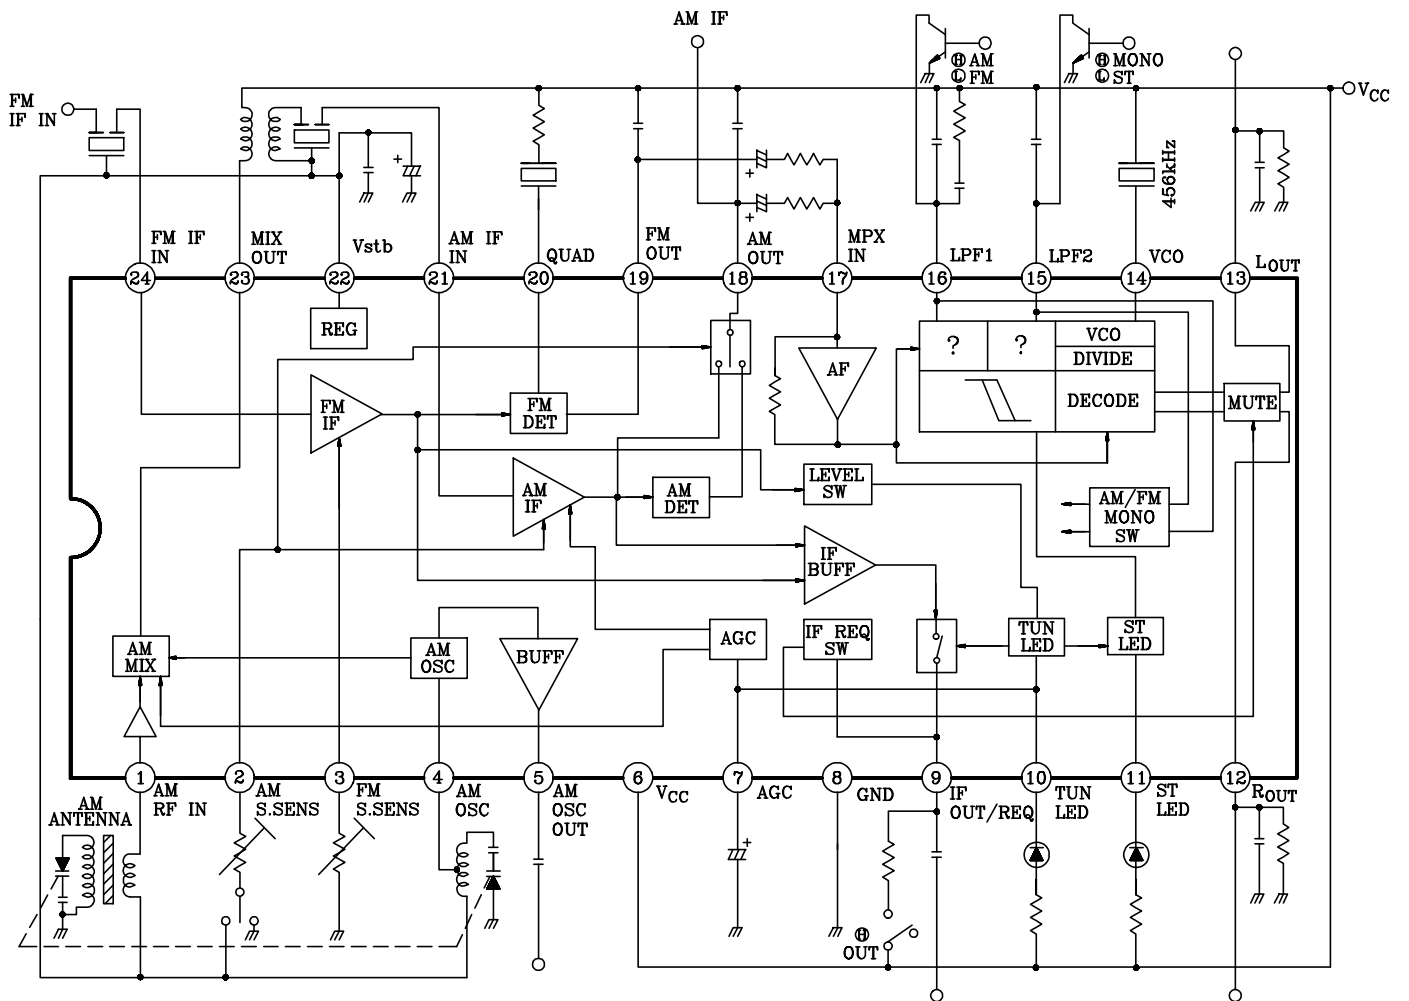 AM IF
Ⓗ AM
Ⓛ FM
Ⓗ MONO
Ⓛ ST
VCC
FM
IF IN
+
456kHz
+
+
FM IF
IN
MIX
OUT
Vstb
AM IF
IN
QUAD
FM
OUT
AM
OUT
MPX
IN
LPF1
LPF2
VCO
LOUT
24
23
22
21
20
19
18
17
16
15
14
13
REG
?
?
VCO
DIVIDE
DECODE
AF
MUTE
FM
IF
FM
DET
LEVEL
SW
AM
IF
AM
DET
AM/FM
MONO
SW
IF
BUFF
AM
MIX
AM
OSC
BUFF
AGC
IF REQ
SW
TUN
LED
ST
LED
1
2
3
4
5
6
7
8
9
10
11
12
AM
RF IN
AM
S.SENS
FM
S.SENS
AM
OSC
AM
OSC
OUT
VCC
AGC
GND
IF
OUT/REQ
TUN
LED
ST
LED
ROUT
AM
ANTENNA
+
Ⓗ
OUT